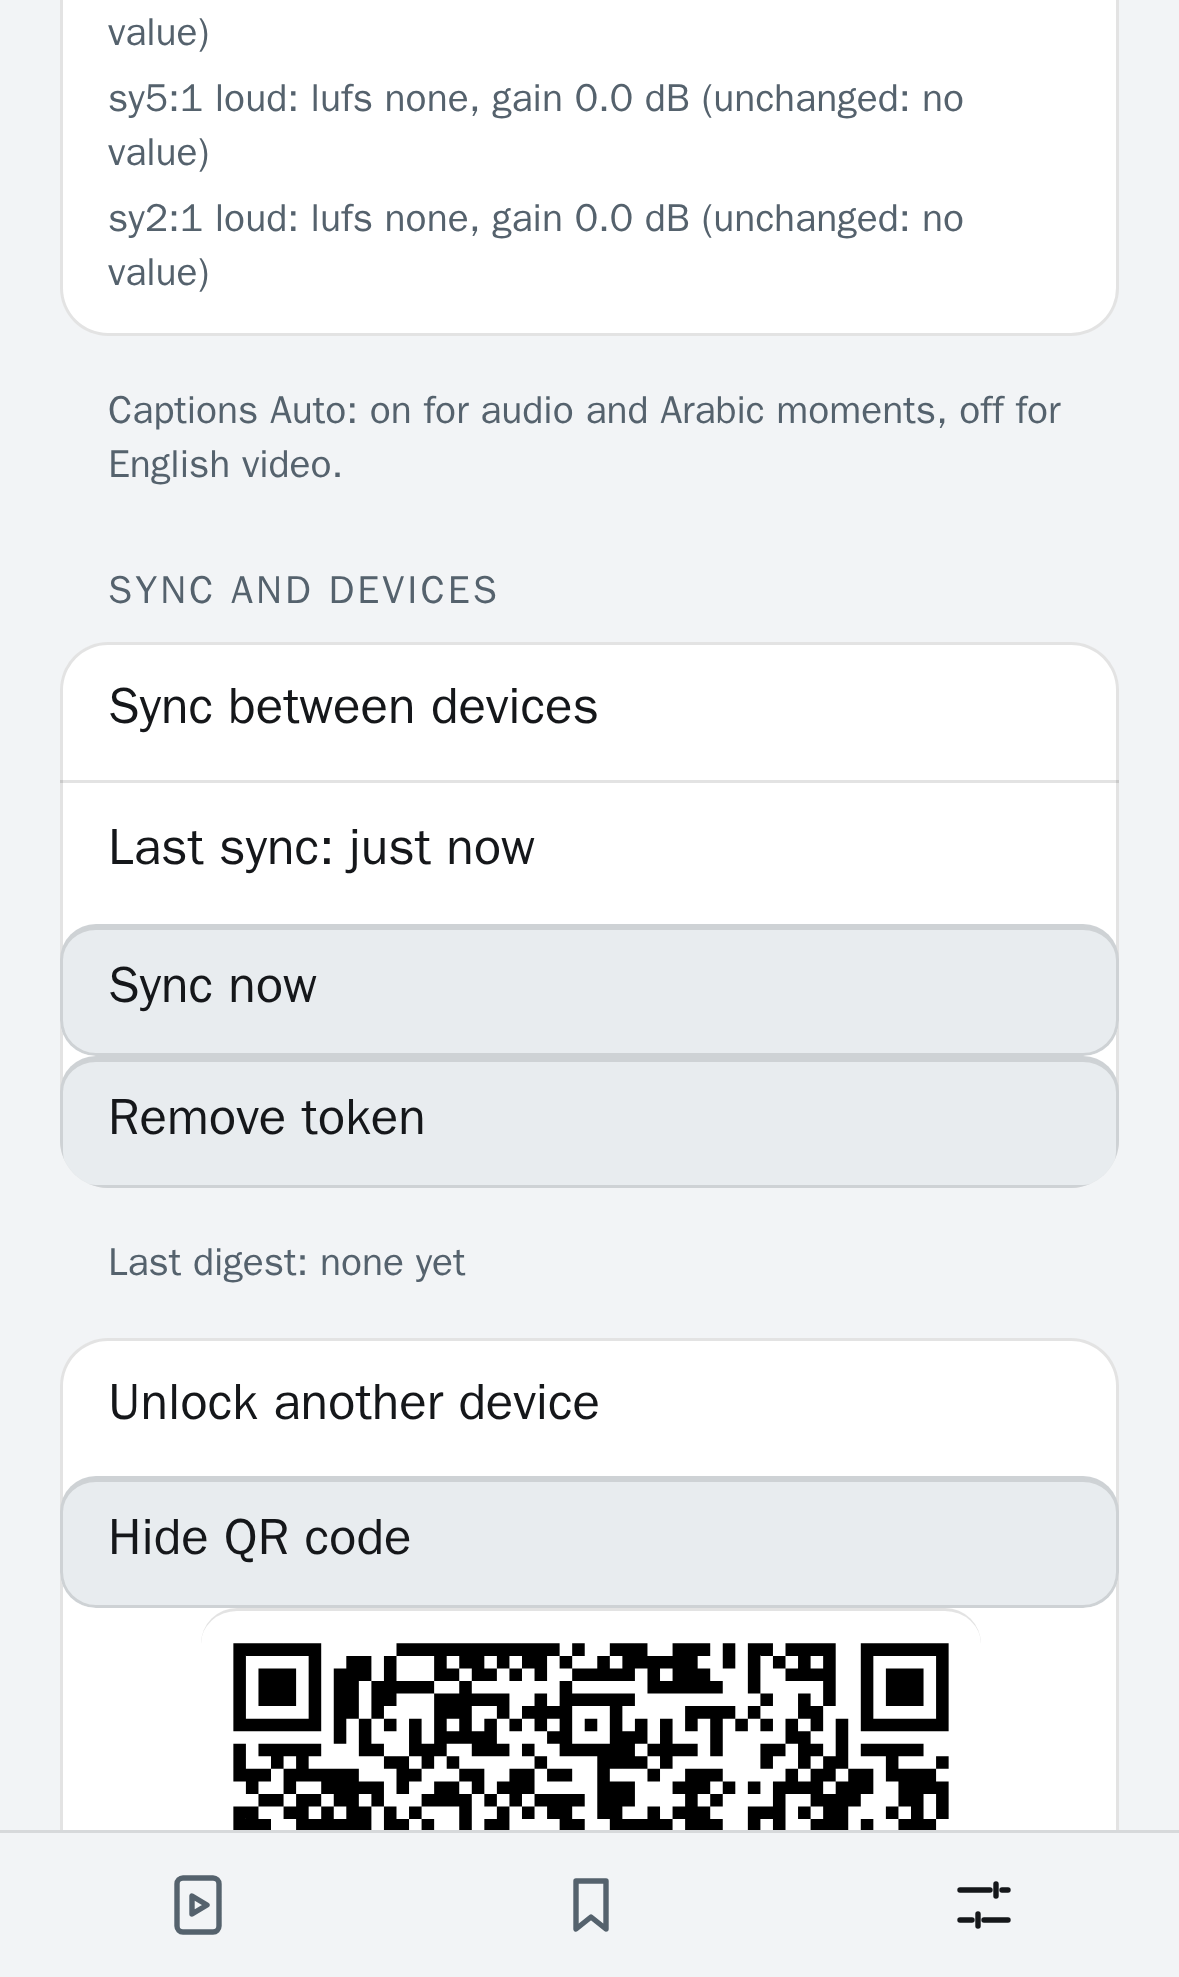 value)
sy5:1 loud: lufs none, gain 0.0 dB (unchanged: no
value)
sy2:1 loud: lufs none, gain 0.0 dB (unchanged: no
value)
Captions Auto: on for audio and Arabic moments, off for
English video.
SYNC AND DEVICES
Sync between devices
Last sync: just now
Sync now
Remove token
Last digest: none yet
Unlock another device
Hide QR code